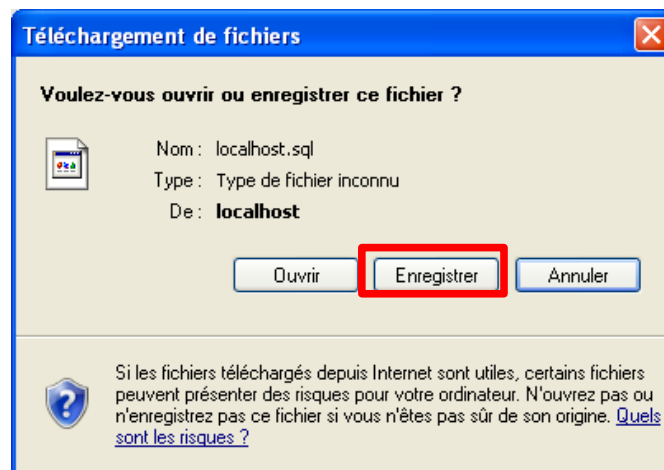 Téléchargement de fichiers
Voulez-vous ouvrir ou enregistrer ce fichier ?
Nom : localhost.sql
Type : Type de fichier inconnu
De : localhost
Ouvrir Enregistrer Annuler
Si les fichiers téléchargés depuis Internet sont utiles, certains fichiers
peuvent présenter des risques pour votre ordinateur. N'ouvrez pas ou
n'enregistrez pas ce fichier si vous n'êtes pas sûr de son origine. Quels
sont les risques ?